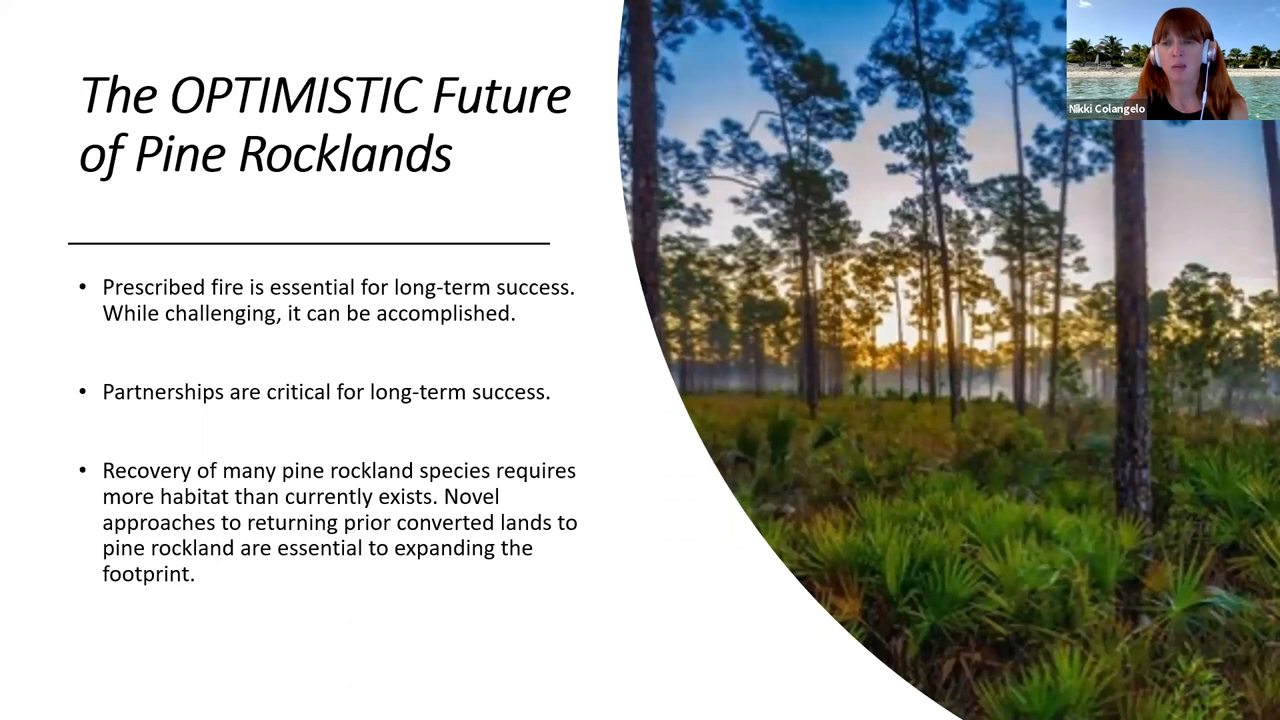 The OPTIMISTIC Future
of Pine Rocklands
• Prescribed fire is essential for long-term success.
While challenging, it can be accomplished.
• Partnerships are critical for long-term success.
• Recovery of many pine rockland species requires
more habitat than currently exists. Novel
approaches to returning prior converted lands to
pine rockland are essential to expanding the
footprint.
Nikki Colangelo